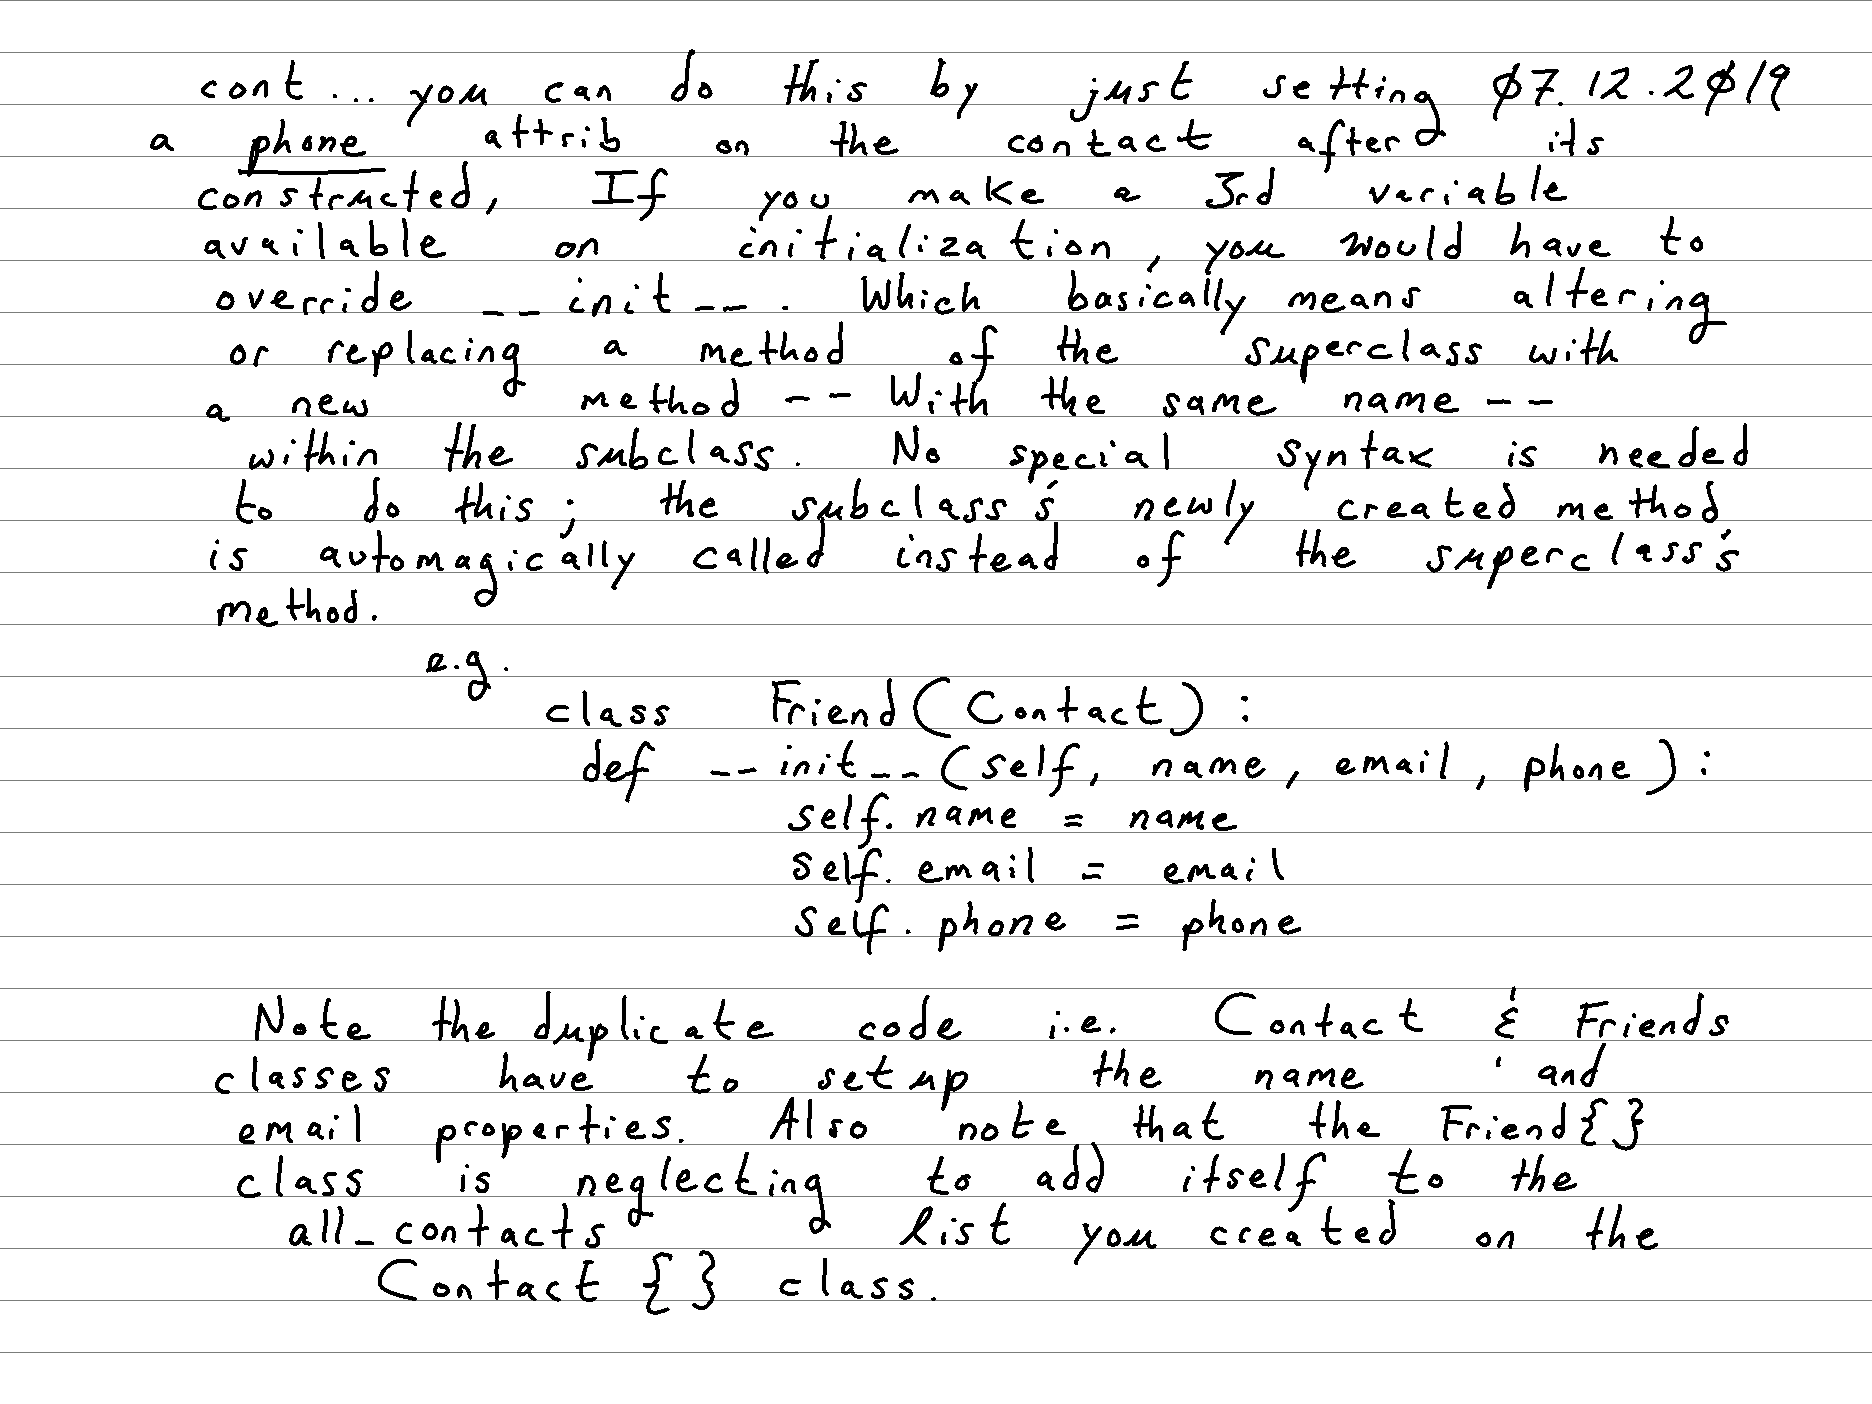 cont... you can do this by just setting ø7.12.2ø19
a phone attrib on the contact after its
constructed, If you make a 3rd variable
available on initialization, you would have to
override __init__. Which basically means altering
or replacing a method of the superclass with
a new method -- With the same name --
within the subclass. No special syntax is needed
to do this; the subclass's newly created method
is automagically called instead of the superclass's
method.
e.g.
class Friend(Contact):
def __init__(self, name, email, phone):
self.name = name
self.email = email
self.phone = phone
Note the duplicate code i.e. Contact & Friends
classes have to set up the name and
email properties. Also note that the Friend{}
class is neglecting to add itself to the
all_contacts list you created on the
Contact {} class.